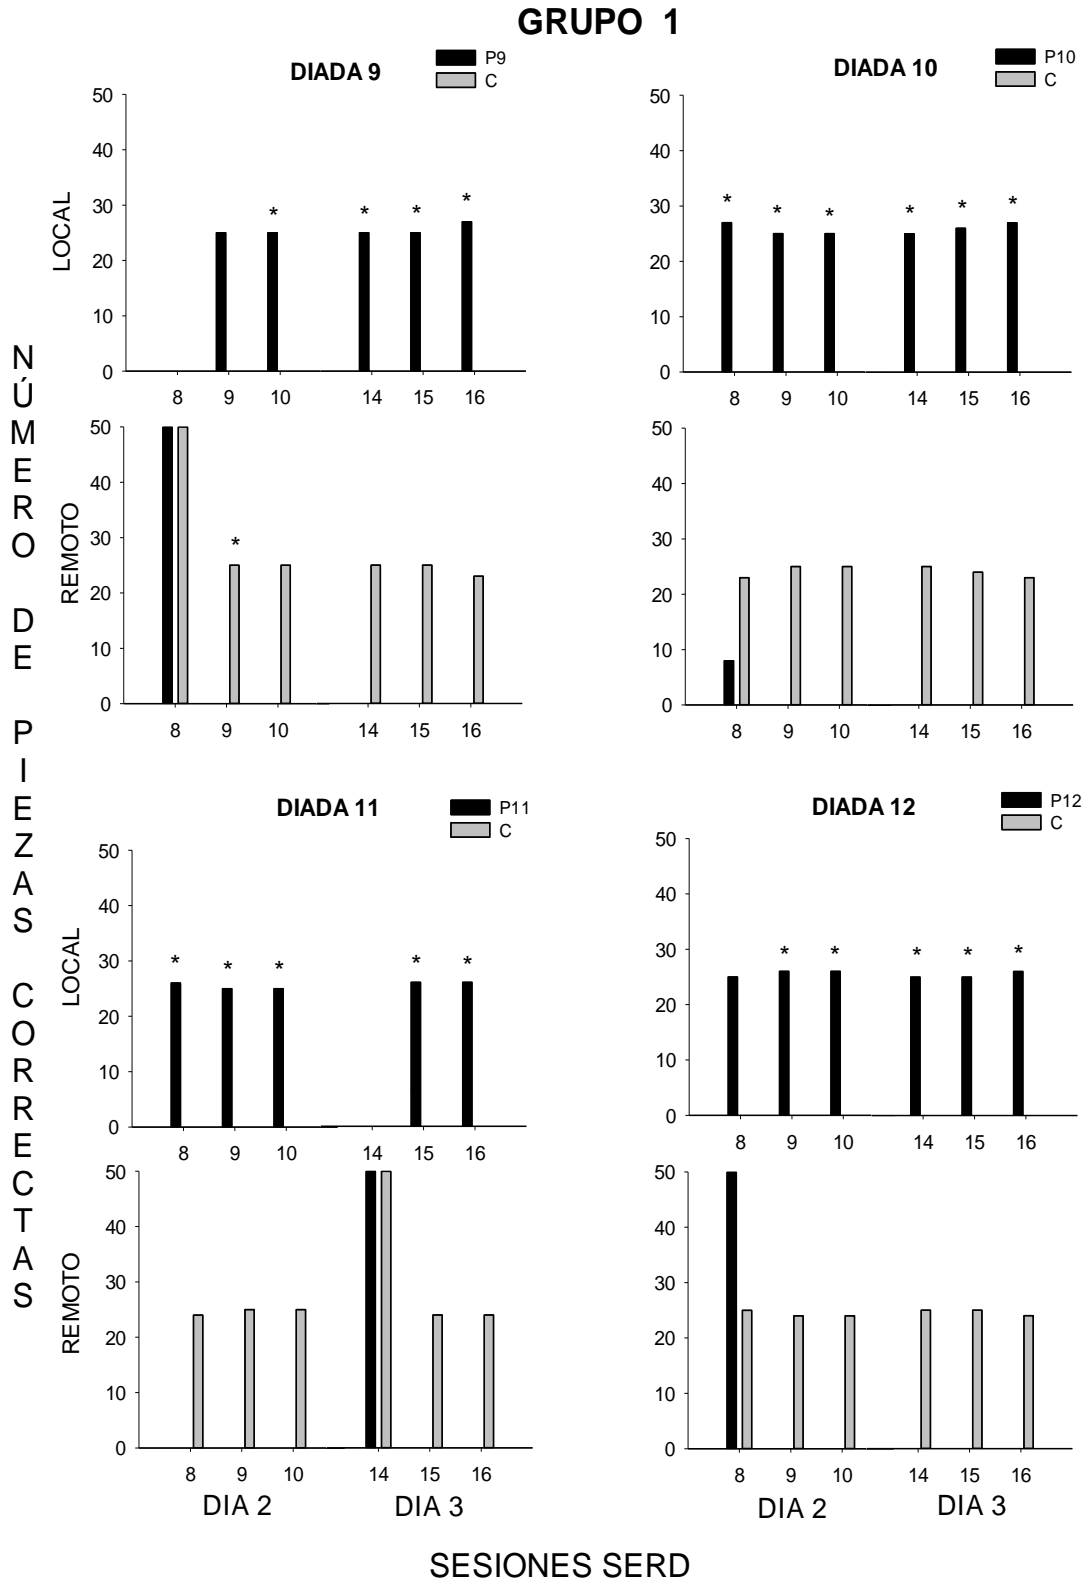 GRUPO 1
DIADA 9
P9
C
DIADA 10
P10
C
LOCAL
50
40
30
20
10
0
* * * * *
8 9 10 14 15 16
50
40
30
20
10
0
* * * * * *
8 9 10 14 15 16
NÚMERO DE PIEZAS CORRECTAS
REMOTO
50
40
30
20
10
0
*
8 9 10 14 15 16
50
40
30
20
10
0
8 9 10 14 15 16
DIADA 11
P11
C
DIADA 12
P12
C
LOCAL
50
40
30
20
10
0
* * * * *
8 9 10 14 15 16
50
40
30
20
10
0
* * * * *
8 9 10 14 15 16
REMOTO
50
40
30
20
10
0
8 9 10 14 15 16
DIA 2 DIA 3
50
40
30
20
10
0
8 9 10 14 15 16
DIA 2 DIA 3
SESIONES SERD